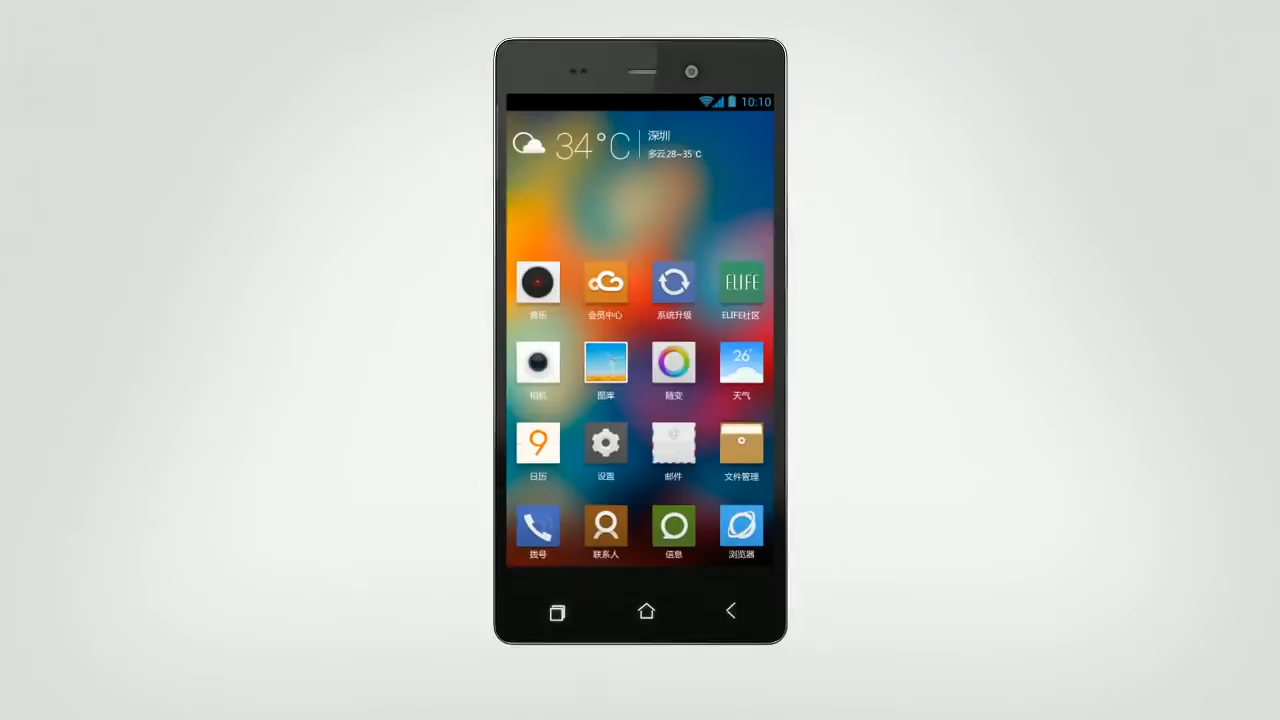 10:10
34°C
深圳
多云28~35℃
音乐
会员中心
系统升级
ELIFE
ELIFE社区
相机
图库
随变
26°
天气
9
日历
设置
@
邮件
文件管理
拨号
联系人
信息
浏览器